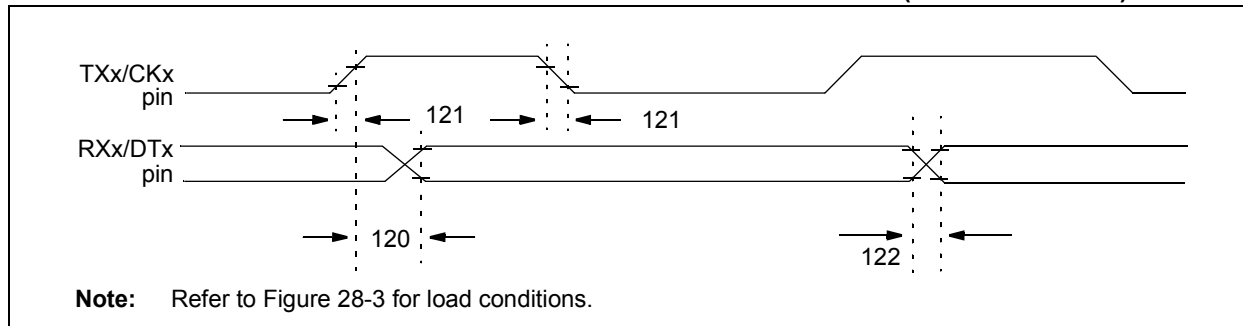 TXx/CKx
pin
121
121
RXx/DTx
pin
120
122
Note: Refer to Figure 28-3 for load conditions.